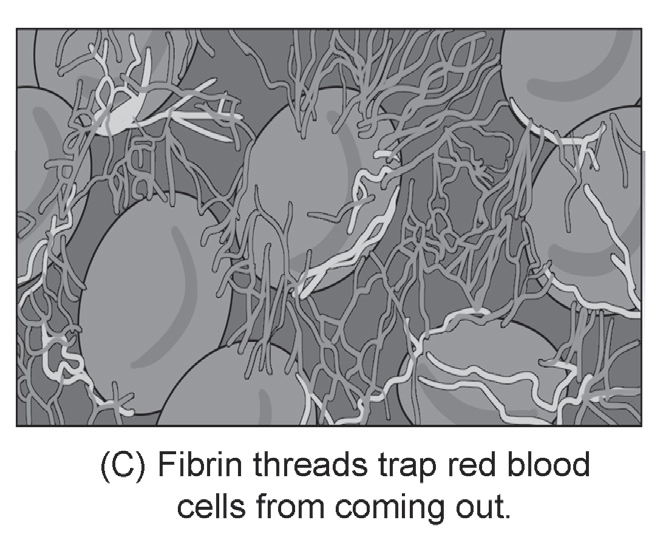 (C) Fibrin threads trap red blood
cells from coming out.